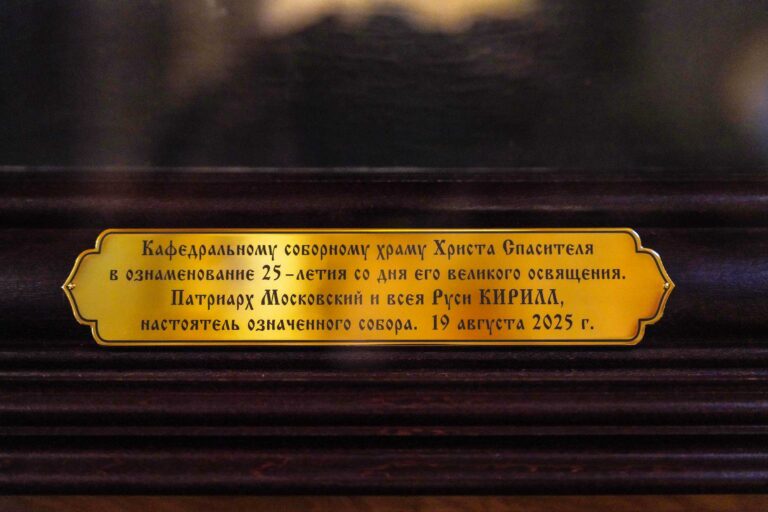 Кафедральному соборному храму Христа Спасителя
в ознаменование 25-летия со дня его великого освящения.
Патриарх Московский и всея Руси КИРИЛЛ,
настоятель означенного собора. 19 августа 2025 г.